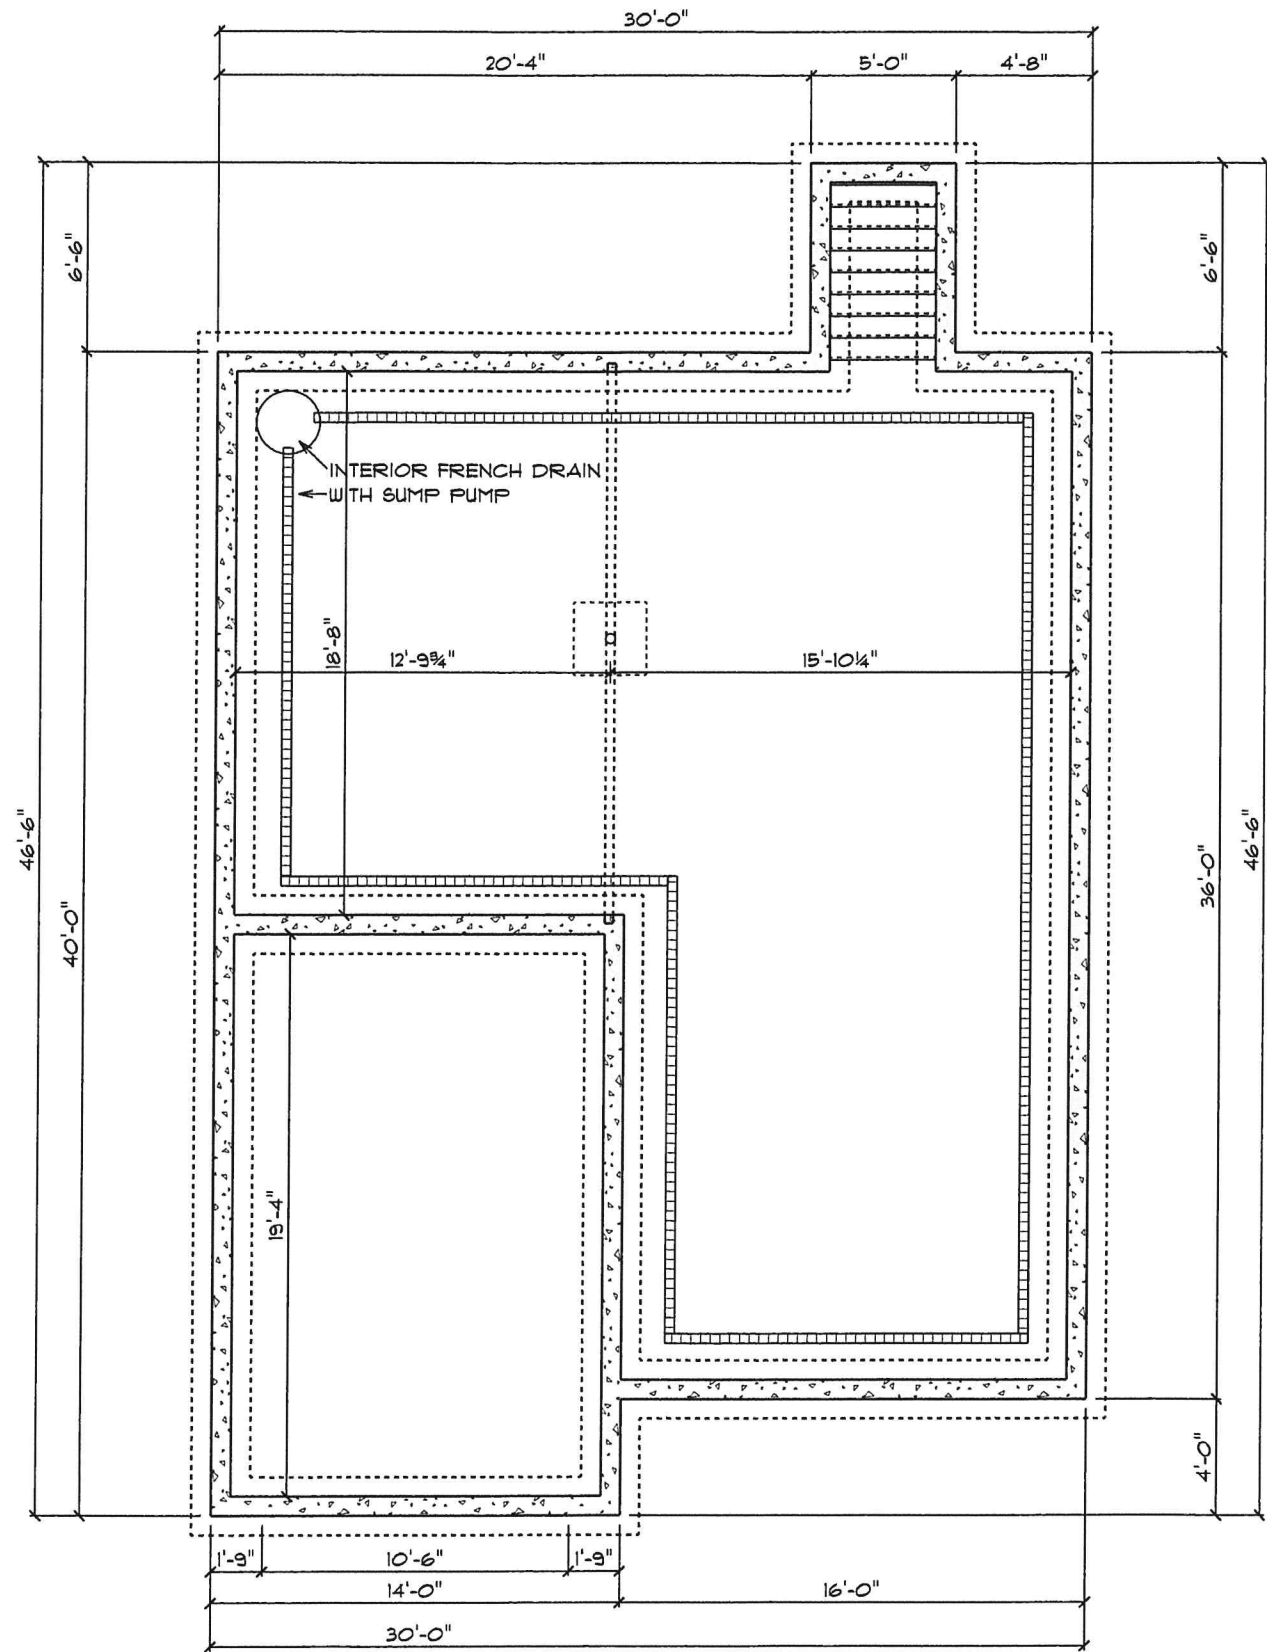 30'-0"
20'-4" 5'-0" 4'-8"
6'-6" 6'-6"
INTERIOR FRENCH DRAIN
WITH SUMP PUMP
18'-8"
12'-9¾" 15'-10¼"
46'-6" 40'-0" 36'-0" 46'-6"
19'-4"
4'-0"
1'-9" 10'-6" 1'-9"
14'-0" 16'-0"
30'-0"